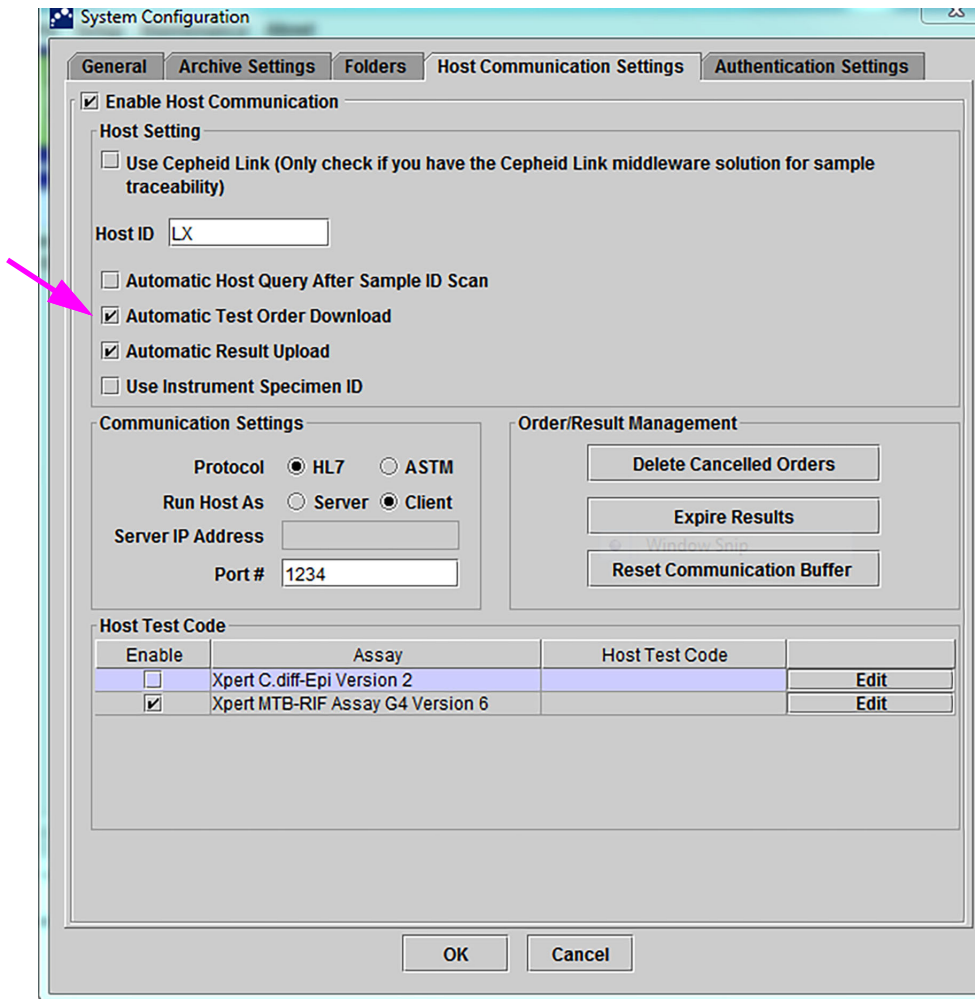 System Configuration
General Archive Settings Folders Host Communication Settings Authentication Settings
Enable Host Communication
Host Setting
Use Cepheid Link (Only check if you have the Cepheid Link middleware solution for sample
traceability)
Host ID LX
Automatic Host Query After Sample ID Scan
Automatic Test Order Download
Automatic Result Upload
Use Instrument Specimen ID
Communication Settings
Protocol HL7 ASTM
Run Host As Server Client
Server IP Address
Port # 1234
Order/Result Management
Delete Cancelled Orders
Expire Results
Window Snip
Reset Communication Buffer
Host Test Code
Enable Assay Host Test Code
Xpert C.diff-Epi Version 2 Edit
Xpert MTB-RIF Assay G4 Version 6 Edit
OK Cancel